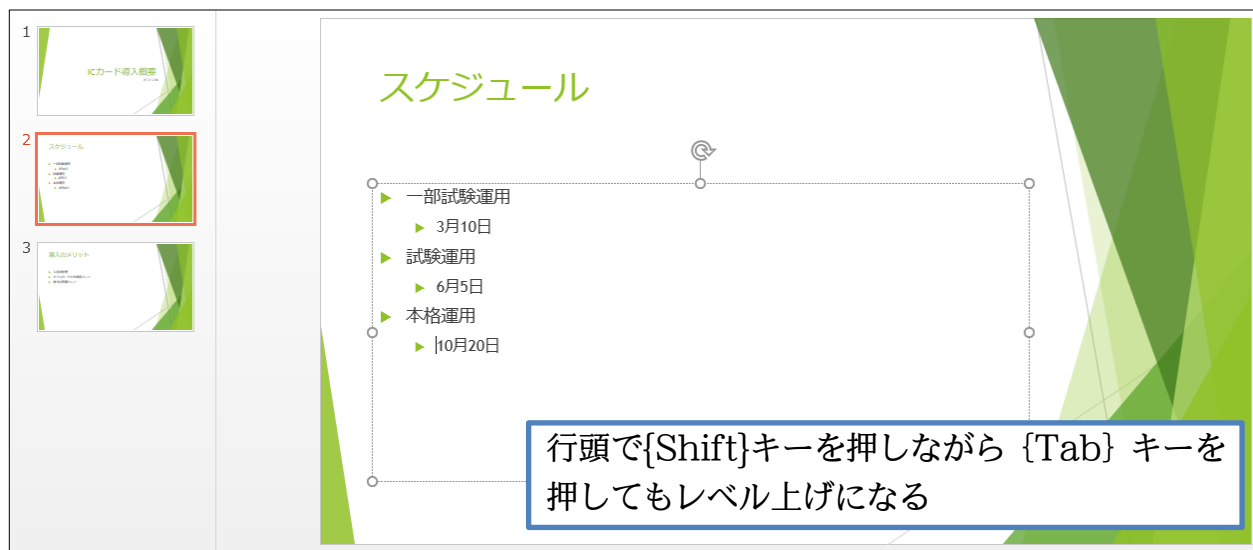 1
ICカード導入概要
2
スケジュール
3
導入のメリット
スケジュール
一部試験運用
3月10日
試験運用
6月5日
本格運用
10月20日
行頭で{Shift}キーを押しながら｛Tab｝キーを
押してもレベル上げになる